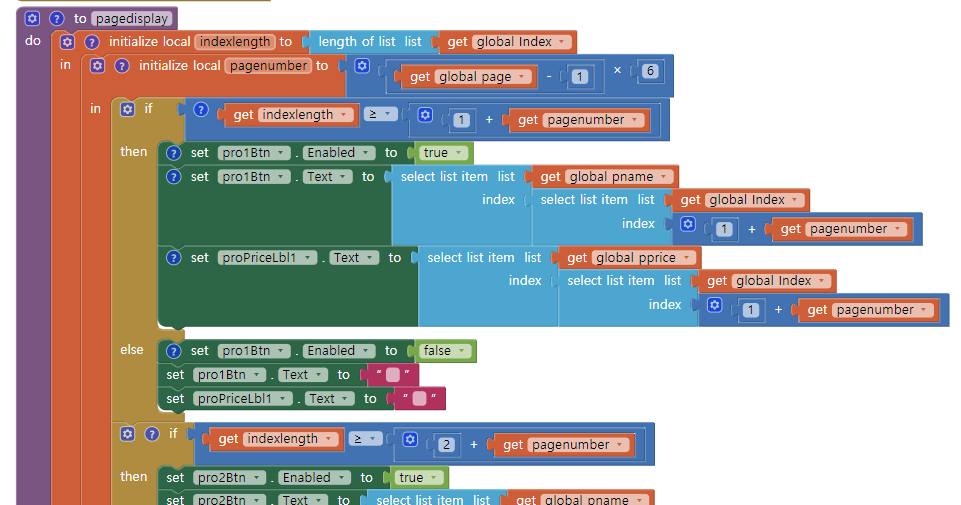 to pagedisplay
do initialize local indexlength to length of list list get global Index
in initialize local pagenumber to get global page - 1 × 6
in if get indexlength ≥ 1 + get pagenumber
then set pro1Btn . Enabled to true
set pro1Btn . Text to select list item list get global pname
index select list item list get global Index
index 1 + get pagenumber
set proPriceLbl1 . Text to select list item list get global pprice
index select list item list get global Index
index 1 + get pagenumber
else set pro1Btn . Enabled to false
set pro1Btn . Text to “ ”
set proPriceLbl1 . Text to “ ”
if get indexlength ≥ 2 + get pagenumber
then set pro2Btn . Enabled to true
set pro2Btn . Text to select list item list get global pname